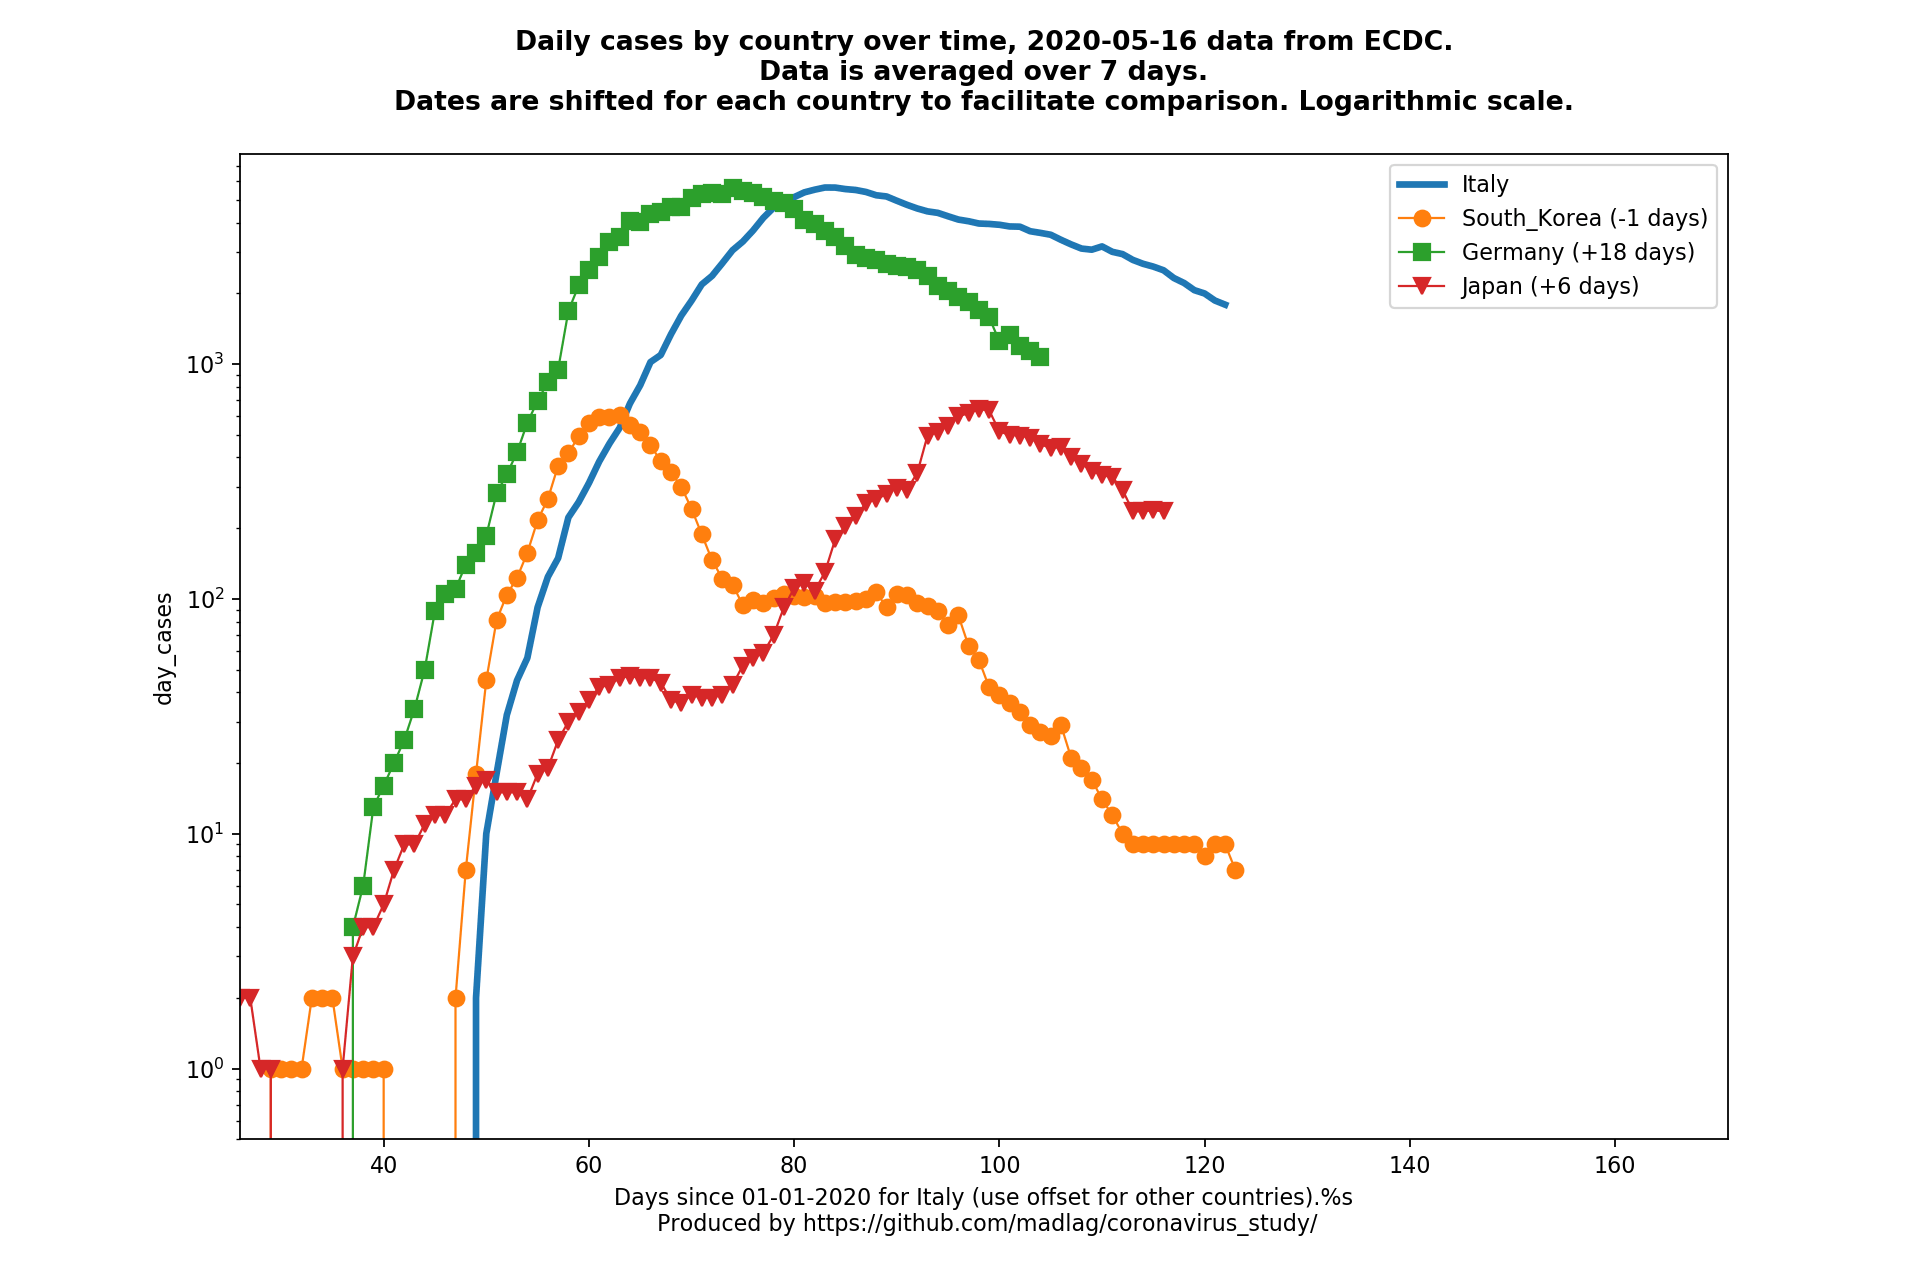 Daily cases by country over time, 2020-05-16 data from ECDC.
Data is averaged over 7 days.
Dates are shifted for each country to facilitate comparison. Logarithmic scale.
Italy
South_Korea (-1 days)
Germany (+18 days)
Japan (+6 days)
10³
10²
10¹
10⁰
day_cases
40 60 80 100 120 140 160
Days since 01-01-2020 for Italy (use offset for other countries).%s
Produced by https://github.com/madlag/coronavirus_study/